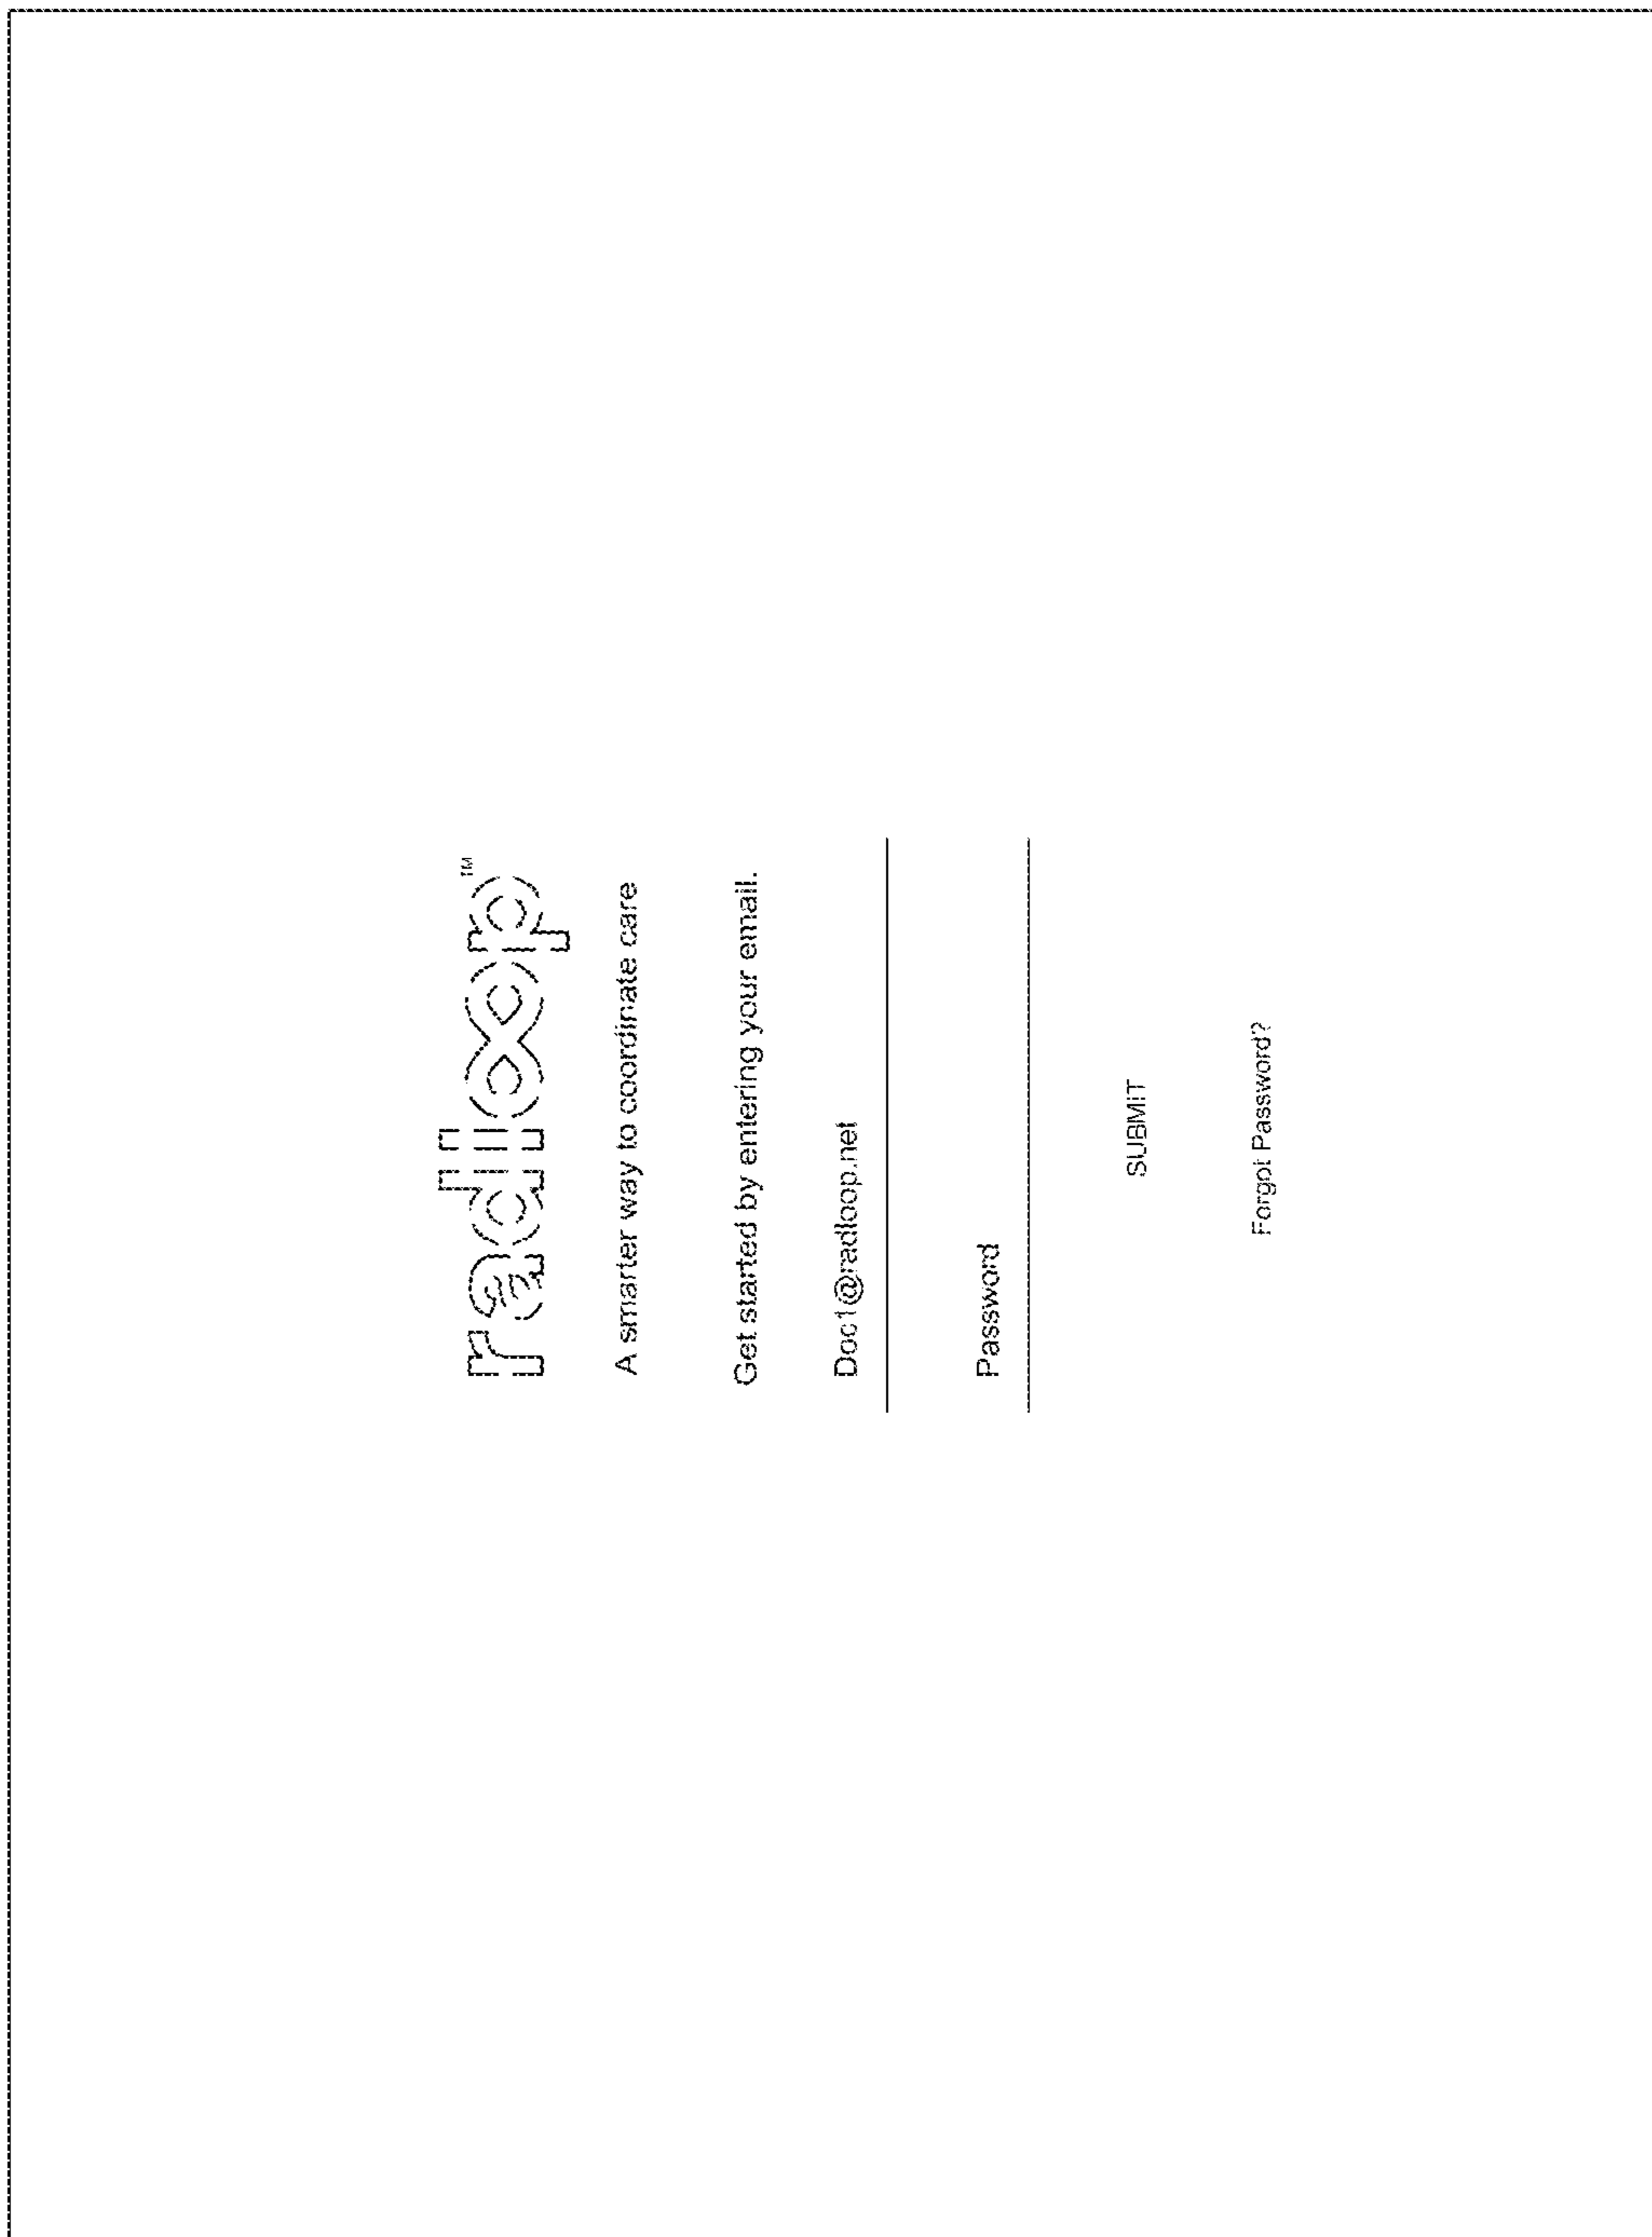 radloop™
A smarter way to coordinate care
Get started by entering your email.
Doc1@radloop.net
Password
SUBMIT
Forgot Password?